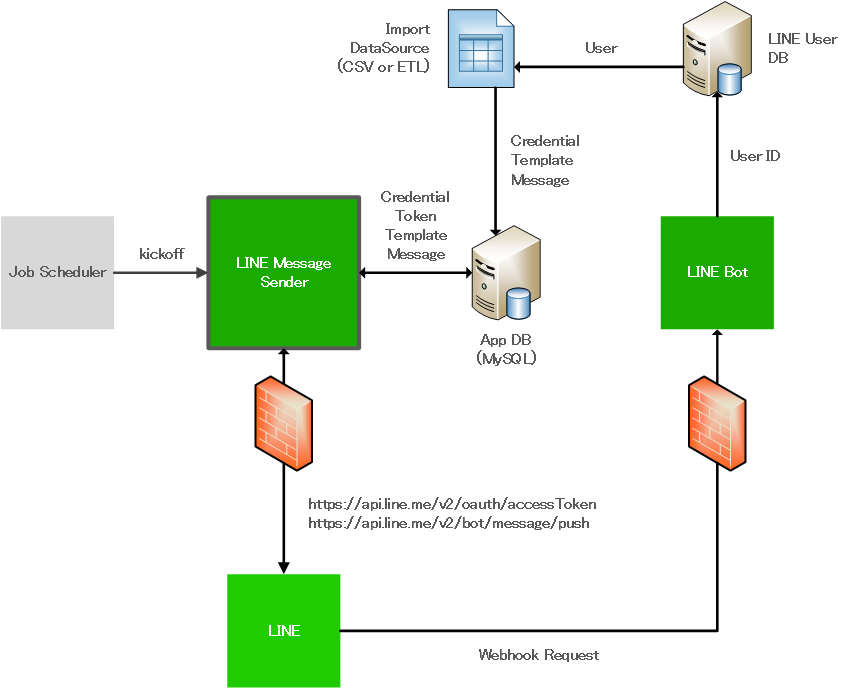 Import
DataSource
(CSV or ETL)
User
LINE User
DB
Credential
Template
Message
User ID
Credential
Token
Template
Message
Job Scheduler
kickoff
LINE Message
Sender
LINE Bot
App DB
(MySQL)
https://api.line.me/v2/oauth/accessToken
https://api.line.me/v2/bot/message/push
LINE
Webhook Request